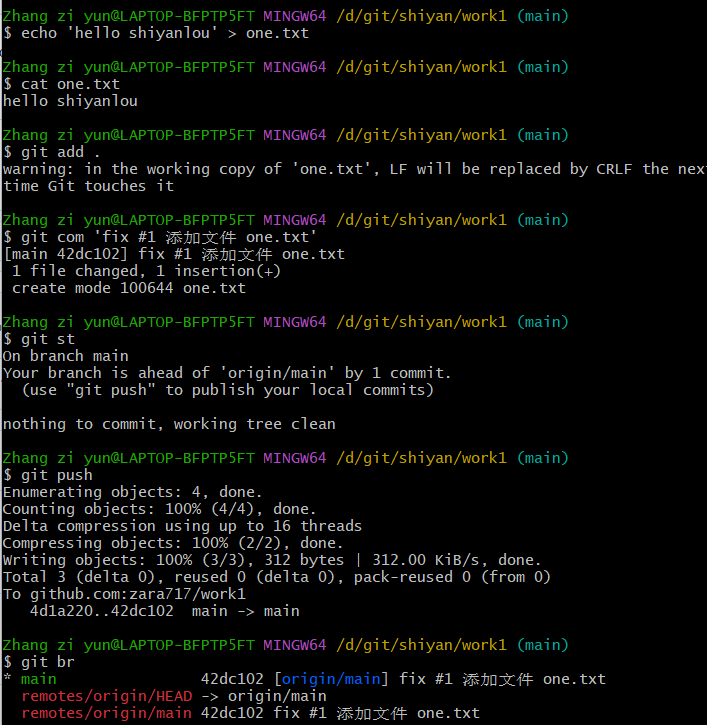 Zhang zi yun@LAPTOP-BFPTP5FT MINGW64 /d/git/shiyan/work1 (main)
$ echo 'hello shiyanlou' > one.txt
Zhang zi yun@LAPTOP-BFPTP5FT MINGW64 /d/git/shiyan/work1 (main)
$ cat one.txt
hello shiyanlou
Zhang zi yun@LAPTOP-BFPTP5FT MINGW64 /d/git/shiyan/work1 (main)
$ git add .
warning: in the working copy of 'one.txt', LF will be replaced by CRLF the next
time Git touches it
Zhang zi yun@LAPTOP-BFPTP5FT MINGW64 /d/git/shiyan/work1 (main)
$ git com 'fix #1 添加文件 one.txt'
[main 42dc102] fix #1 添加文件 one.txt
 1 file changed, 1 insertion(+)
 create mode 100644 one.txt
Zhang zi yun@LAPTOP-BFPTP5FT MINGW64 /d/git/shiyan/work1 (main)
$ git st
On branch main
Your branch is ahead of 'origin/main' by 1 commit.
  (use "git push" to publish your local commits)
nothing to commit, working tree clean
Zhang zi yun@LAPTOP-BFPTP5FT MINGW64 /d/git/shiyan/work1 (main)
$ git push
Enumerating objects: 4, done.
Counting objects: 100% (4/4), done.
Delta compression using up to 16 threads
Compressing objects: 100% (2/2), done.
Writing objects: 100% (3/3), 312 bytes | 312.00 KiB/s, done.
Total 3 (delta 0), reused 0 (delta 0), pack-reused 0 (from 0)
To github.com:zara717/work1
   4d1a220..42dc102  main -> main
Zhang zi yun@LAPTOP-BFPTP5FT MINGW64 /d/git/shiyan/work1 (main)
$ git br
* main                42dc102 [origin/main] fix #1 添加文件 one.txt
  remotes/origin/HEAD -> origin/main
  remotes/origin/main 42dc102 fix #1 添加文件 one.txt